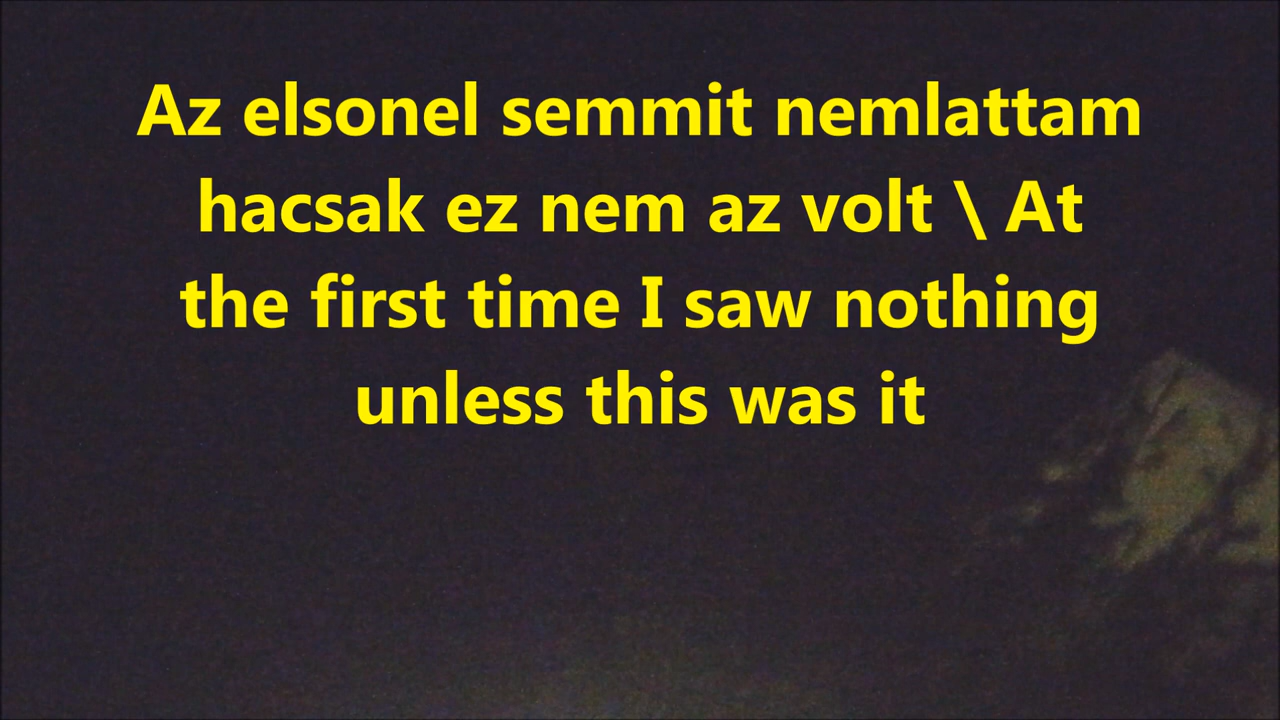 Az elsonel semmit nemlattam
hacsak ez nem az volt \ At
the first time I saw nothing
unless this was it